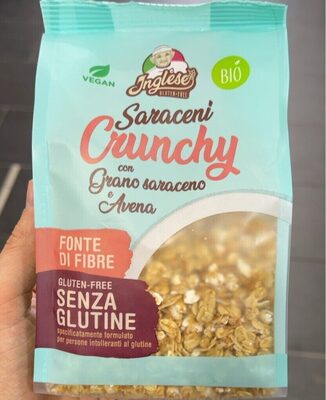 VEGAN
Inglese
GLUTEN-FREE
BIO
Saraceni
Crunchy
con
Grano saraceno
e
Avena
FONTE
DI FIBRE
GLUTEN-FREE
SENZA
GLUTINE
specificatamente formulato
per persone intolleranti al glutine